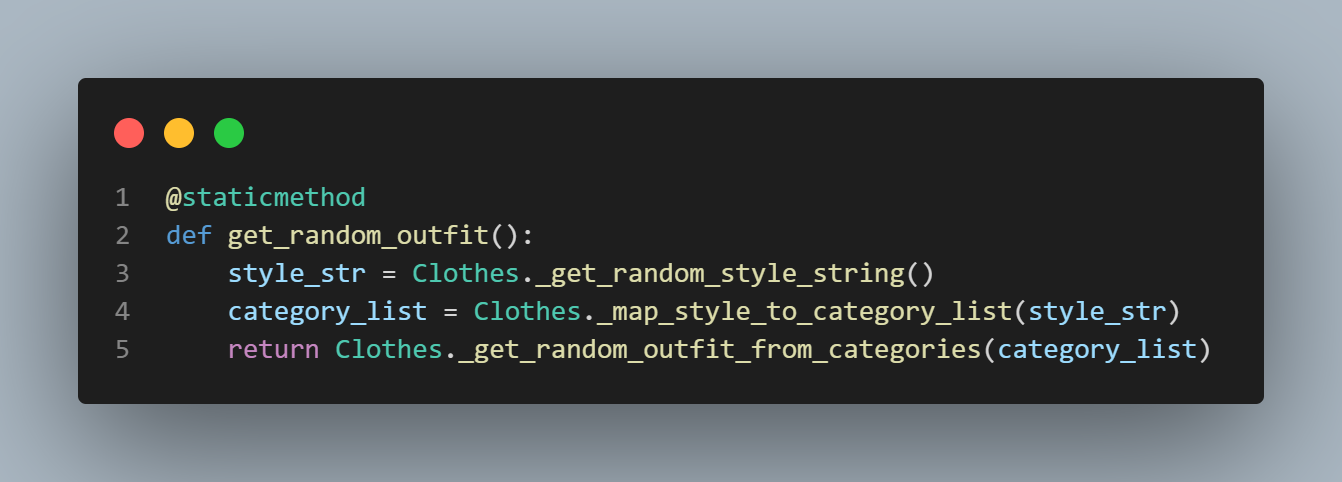 1 @staticmethod
2 def get_random_outfit():
3     style_str = Clothes._get_random_style_string()
4     category_list = Clothes._map_style_to_category_list(style_str)
5     return Clothes._get_random_outfit_from_categories(category_list)